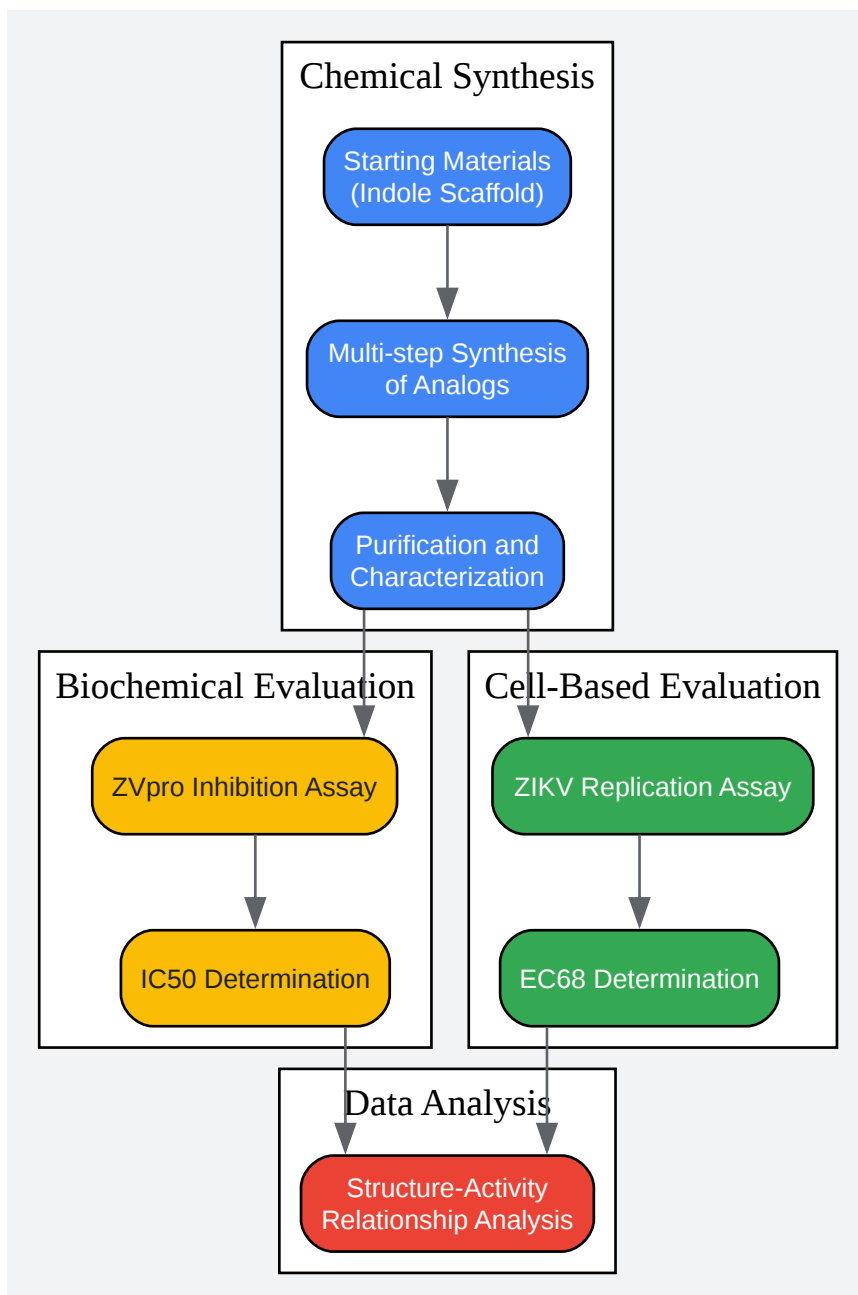 Chemical Synthesis
Starting Materials
(Indole Scaffold)
Multi-step Synthesis
of Analogs
Purification and
Characterization
Biochemical Evaluation
ZVpro Inhibition Assay
IC50 Determination
Cell-Based Evaluation
ZIKV Replication Assay
EC68 Determination
Data Analysis
Structure-Activity
Relationship Analysis